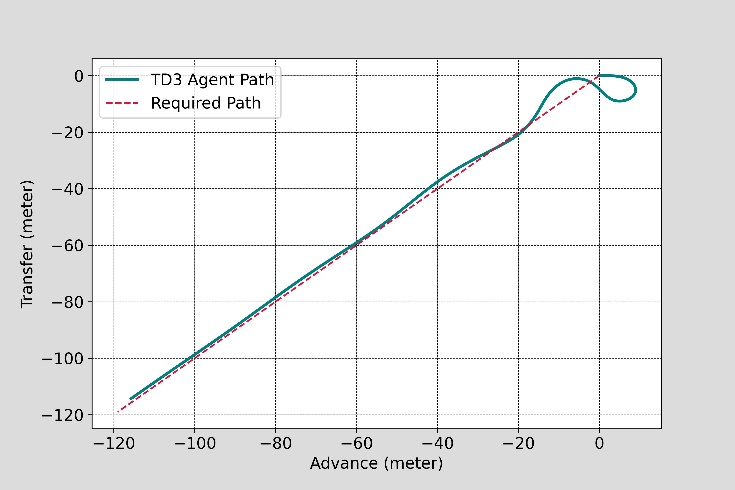 TD3 Agent Path
Required Path
0
−20
−40
−60
−80
−100
−120
Transfer (meter)
−120 −100 −80 −60 −40 −20 0
Advance (meter)